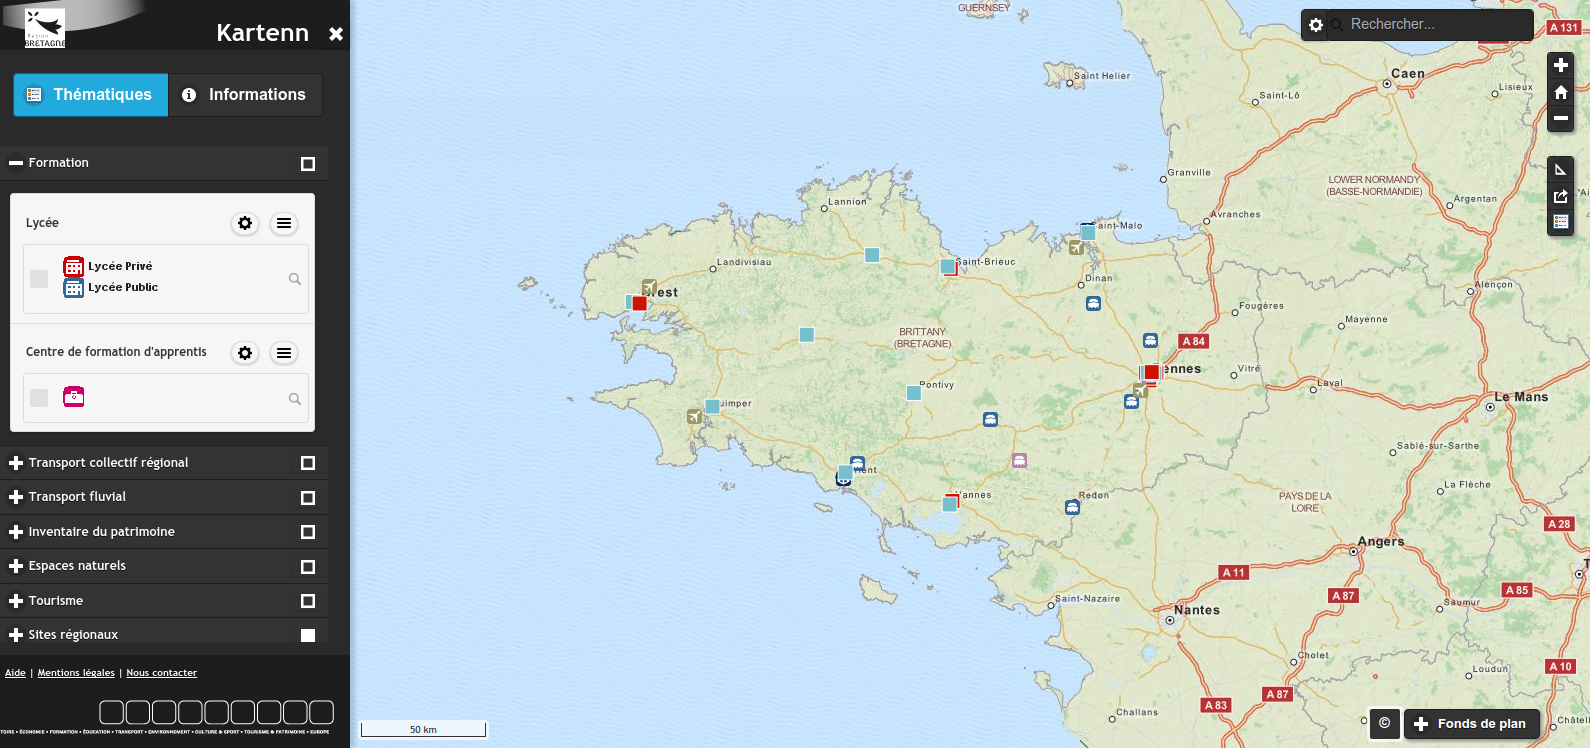 Région
BRETAGNE
Kartenn
Thématiques
Informations
Formation
Lycée
Lycée Privé
Lycée Public
Centre de formation d'apprentis
Transport collectif régional
Transport fluvial
Inventaire du patrimoine
Espaces naturels
Tourisme
Sites régionaux
Aide | Mentions légales | Nous contacter
TOIRE • ÉCONOMIE • FORMATION • ÉDUCATION • TRANSPORT • ENVIRONNEMENT • CULTURE & SPORT • TOURISME & PATRIMOINE • EUROPE
GUERNSEY
Rechercher...
A 131
Caen
Saint Helier
Lisieux
Saint-Lô
Granville
LOWER NORMANDY
(BASSE-NORMANDIE)
Argentan
Lannion
Avranches
Saint-Malo
Landivisiau
Saint-Brieuc
Dinan
Alençon
Brest
Fougères
Mayenne
BRITTANY
(BRETAGNE)
A 84
ennes
Vitré
Laval
Pontivy
Le Mans
uimper
Sablé-sur-Sarthe
rient
La Flèche
Vannes
Redon
PAYS DE LA
LOIRE
A 28
Angers
A 11
A 85
A 87
Saint-Nazaire
Saumur
Nantes
Cholet
Loudun
A 10
A 87
A 83
Challans
Châtell
50 km
©
Fonds de plan